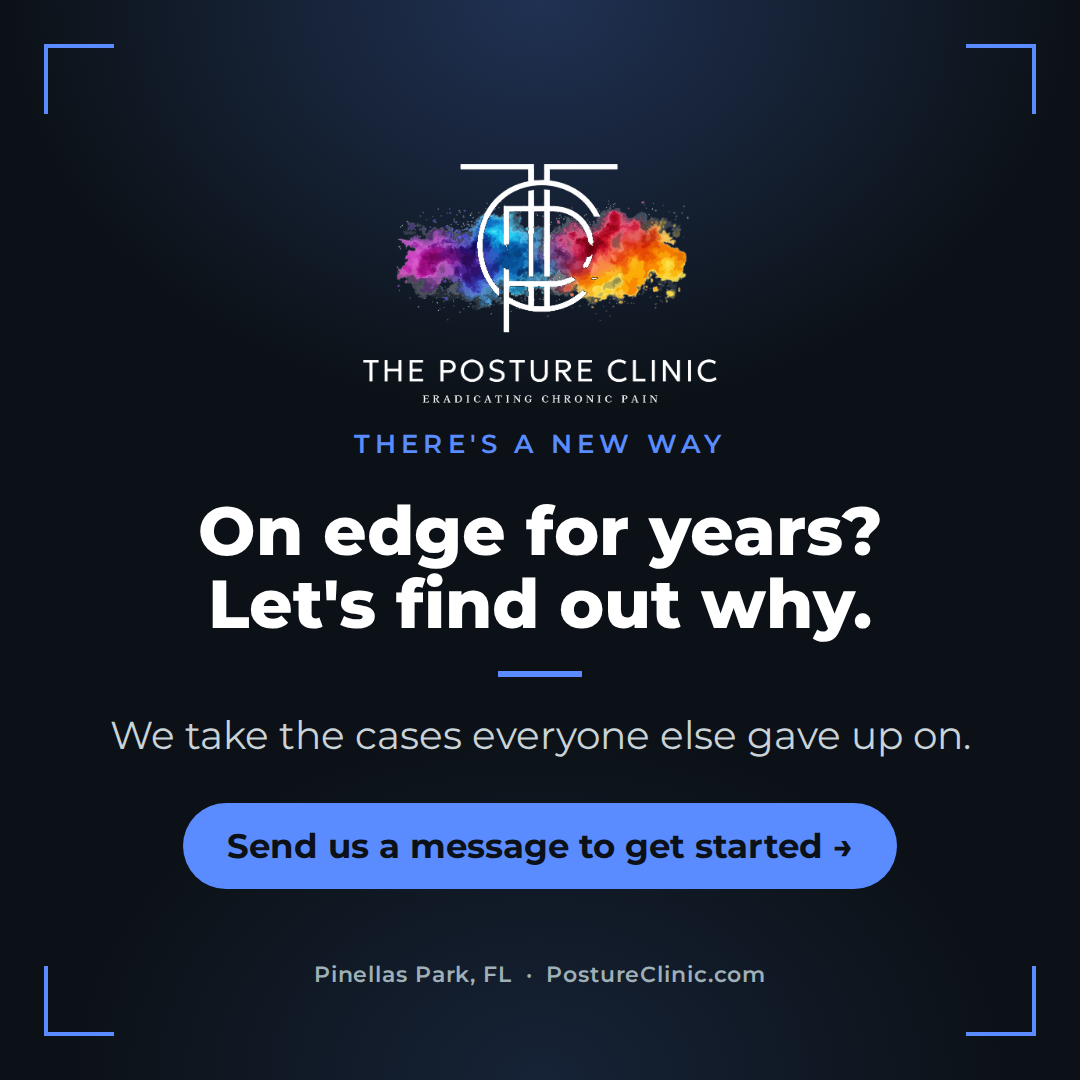 THE POSTURE CLINIC
ERADICATING CHRONIC PAIN
THERE'S A NEW WAY
On edge for years?
Let's find out why.
We take the cases everyone else gave up on.
Send us a message to get started →
Pinellas Park, FL · PostureClinic.com